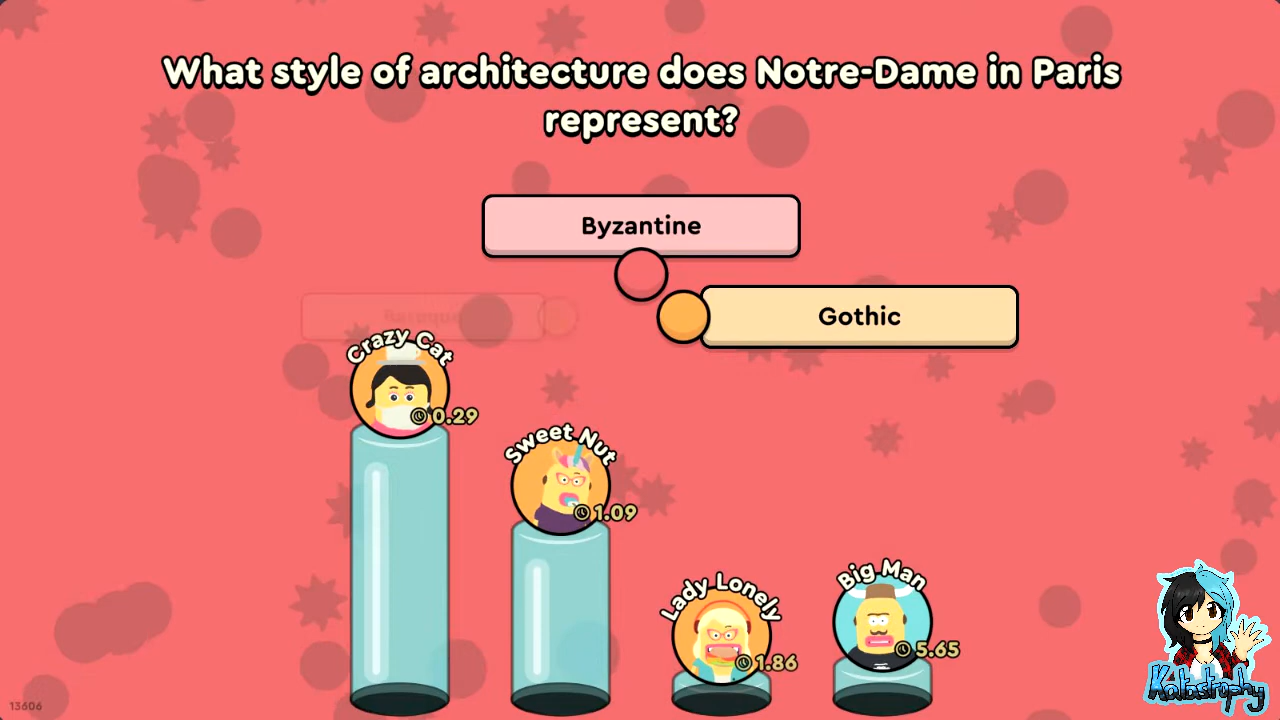 What style of architecture does Notre-Dame in Paris
represent?
Byzantine
Gothic
Crazy Cat
0.29
Sweet Nut
1.09
Lady Lonely
1.86
Big Man
5.65
Kalastrophy
13606